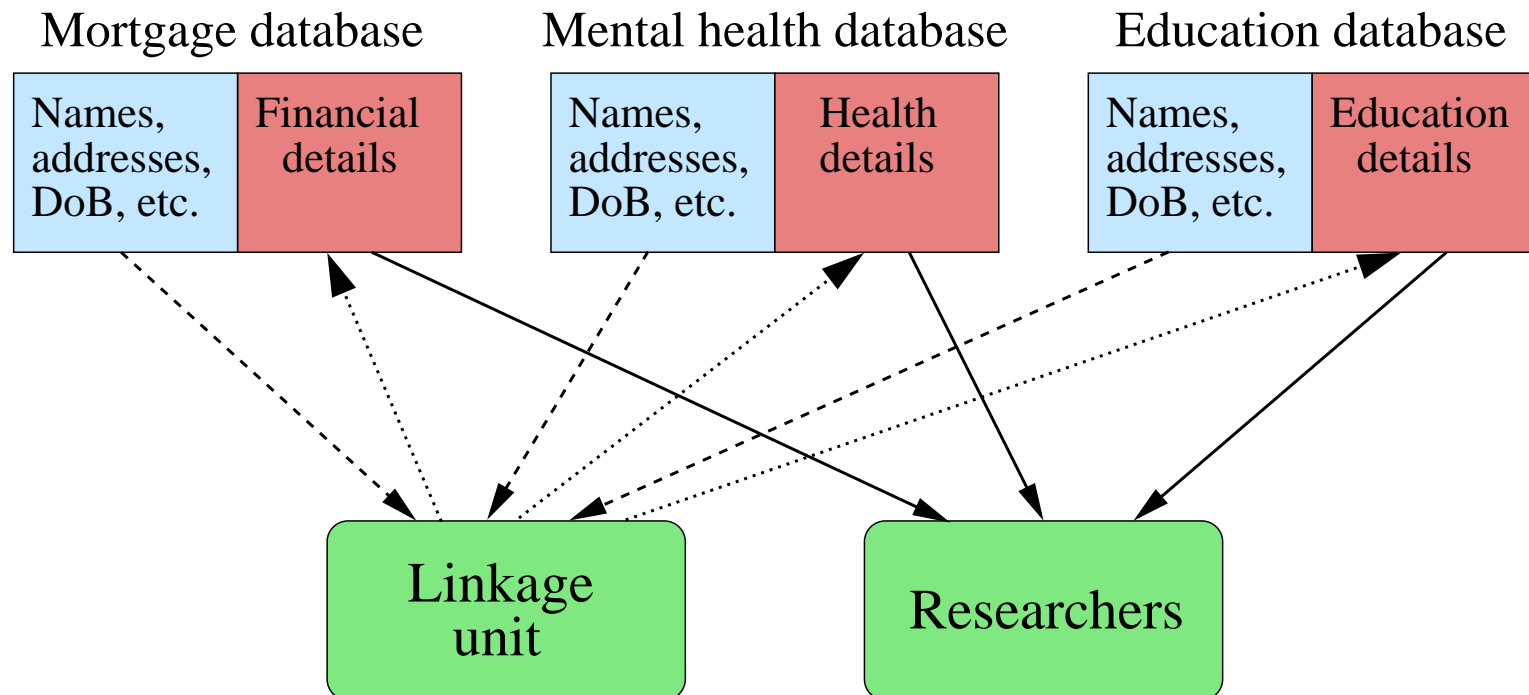 Mortgage database
Mental health database
Education database
Names,
addresses,
DoB, etc.
Financial
details
Names,
addresses,
DoB, etc.
Health
details
Names,
addresses,
DoB, etc.
Education
details
Linkage
unit
Researchers